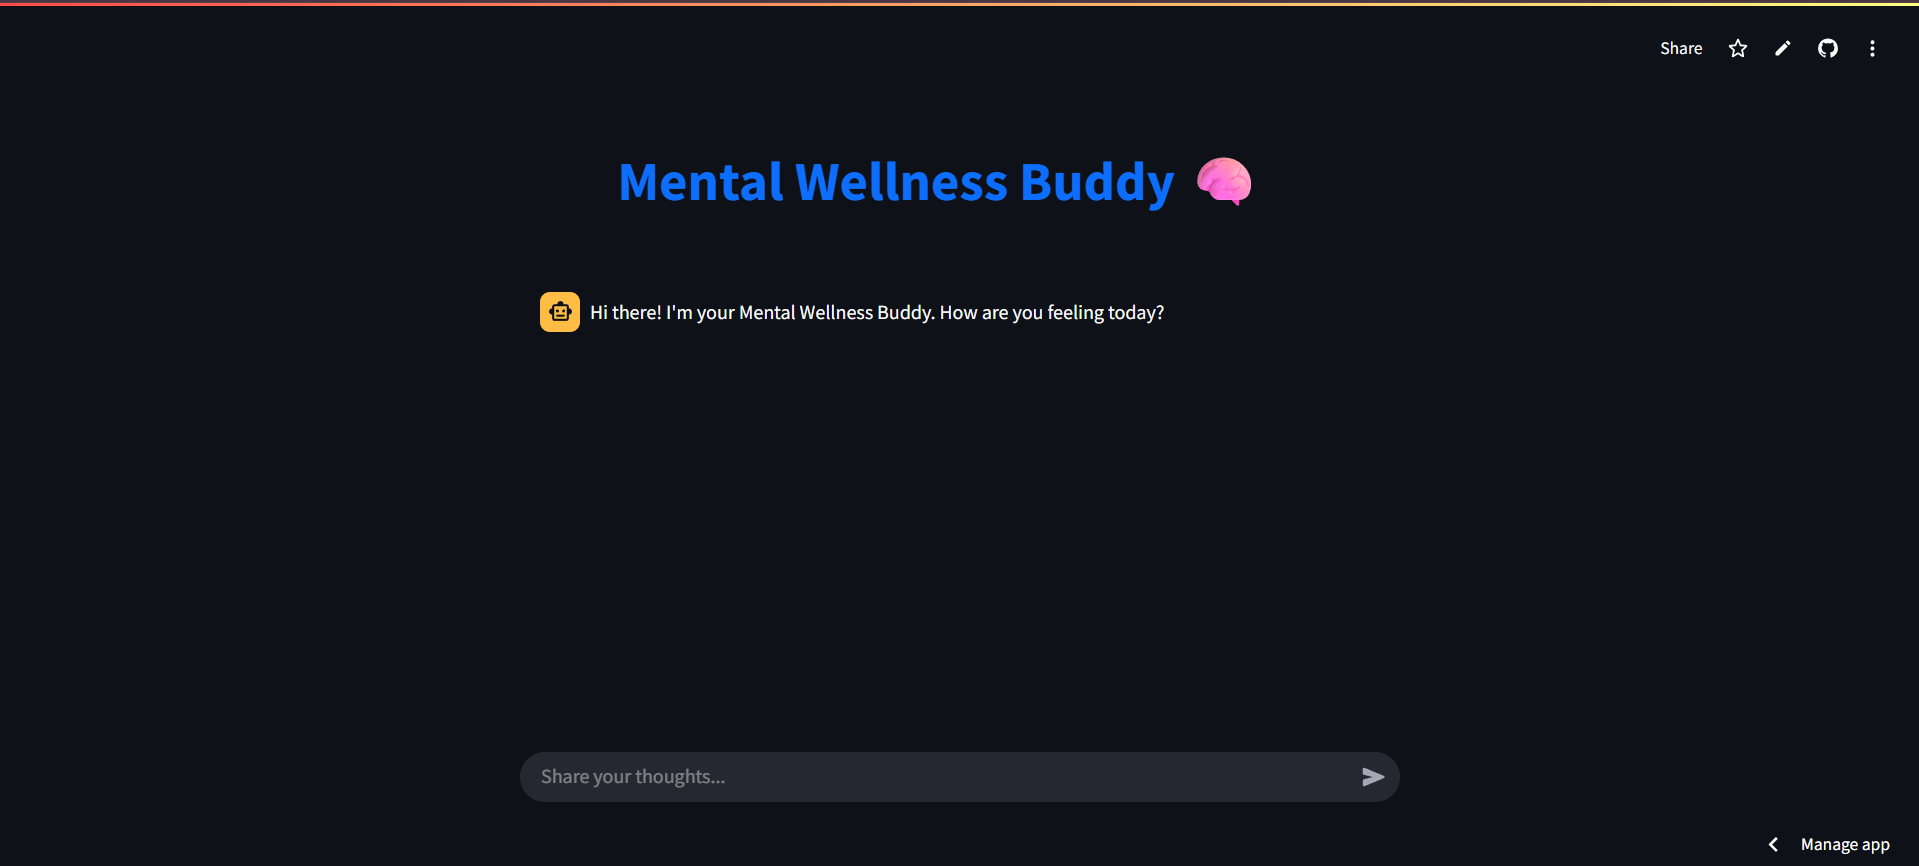 Share
Mental Wellness Buddy
Hi there! I'm your Mental Wellness Buddy. How are you feeling today?
Share your thoughts...
Manage app